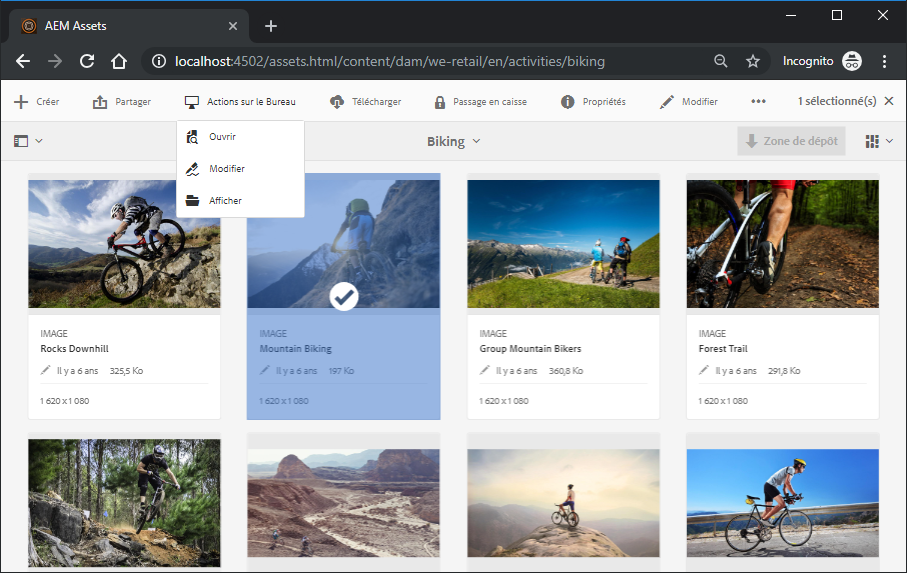 AEM Assets
localhost:4502/assets.html/content/dam/we-retail/en/activities/biking
Incognito
Créer
Partager
Actions sur le Bureau
Télécharger
Passage en caisse
Propriétés
Modifier
1 sélectionné(s)
Ouvrir
Modifier
Afficher
Biking
Zone de dépôt
IMAGE
Rocks Downhill
Il y a 6 ans 325,5 Ko
1 620 x 1 080
IMAGE
Mountain Biking
Il y a 6 ans 197 Ko
1 620 x 1 080
IMAGE
Group Mountain Bikers
Il y a 6 ans 360,8 Ko
1 620 x 1 080
IMAGE
Forest Trail
Il y a 6 ans 291,8 Ko
1 620 x 1 080